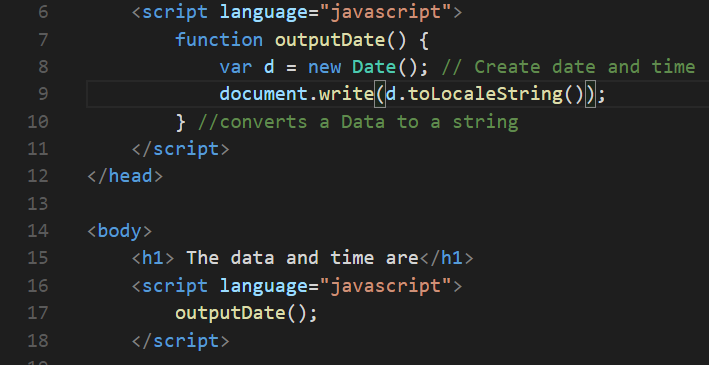 6 <script language="javascript">
7 function outputDate() {
8 var d = new Date(); // Create date and time
9 document.write(d.toLocaleString());
10 } //converts a Data to a string
11 </script>
12 </head>
13
14 <body>
15 <h1> The data and time are</h1>
16 <script language="javascript">
17 outputDate();
18 </script>